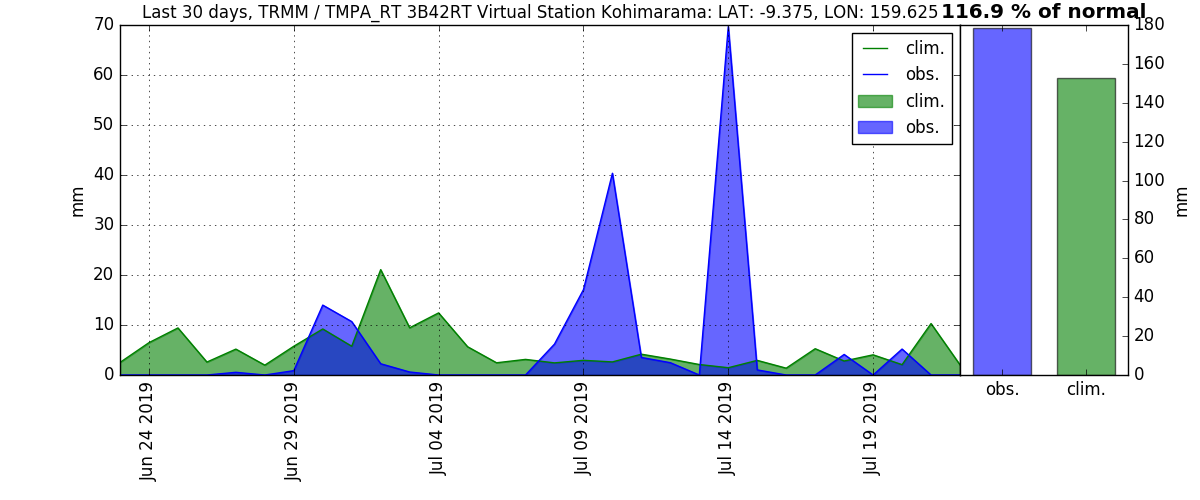 Last 30 days, TRMM / TMPA_RT 3B42RT Virtual Station Kohimarama: LAT: -9.375, LON: 159.625
116.9 % of normal
70
60
50
40
30
20
10
0
mm
clim.
obs.
clim.
obs.
Jun 24 2019
Jun 29 2019
Jul 04 2019
Jul 09 2019
Jul 14 2019
Jul 19 2019
180
160
140
120
100
80
60
40
20
0
mm
obs.
clim.